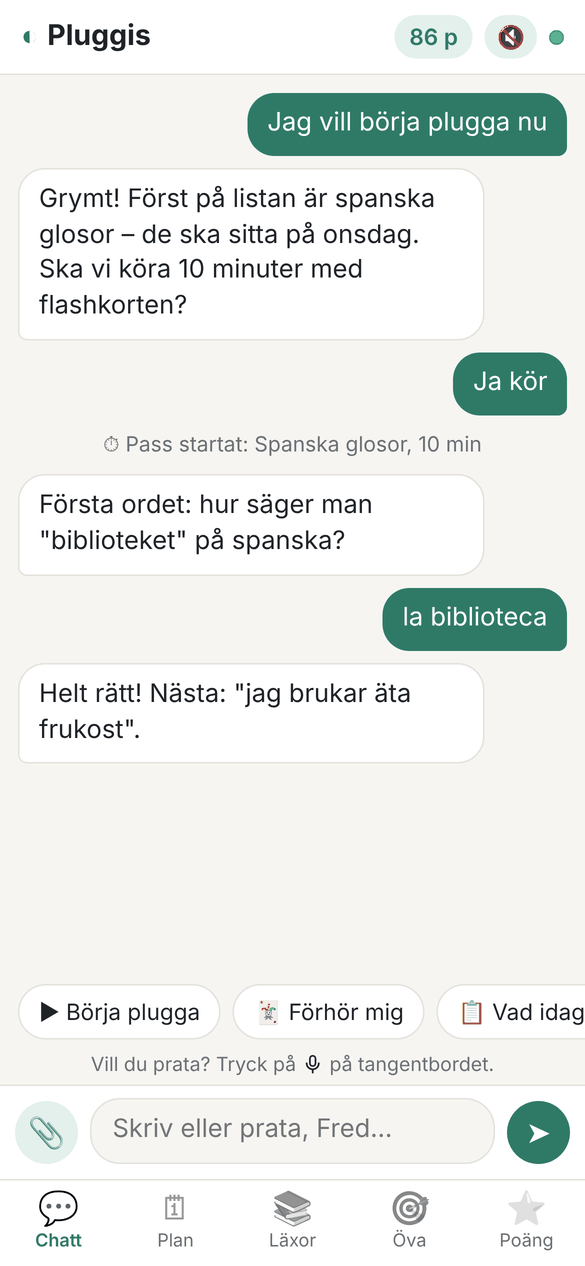 Pluggis
86 p
Jag vill börja plugga nu
Grymt! Först på listan är spanska
glosor – de ska sitta på onsdag.
Ska vi köra 10 minuter med
flashkorten?
Ja kör
Pass startat: Spanska glosor, 10 min
Första ordet: hur säger man
"biblioteket" på spanska?
la biblioteca
Helt rätt! Nästa: "jag brukar äta
frukost".
Börja plugga
Förhör mig
Vad idag
Vill du prata? Tryck på på tangentbordet.
Skriv eller prata, Fred...
Chatt
Plan
Läxor
Öva
Poäng